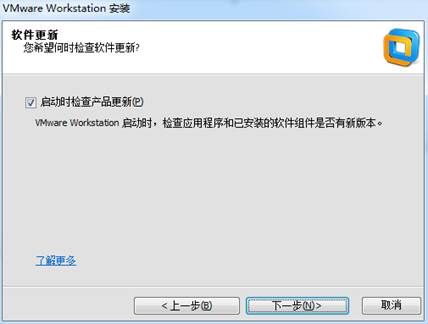 VMware Workstation 安装
软件更新
您希望何时检查软件更新?
启动时检查产品更新(P)
VMware Workstation 启动时，检查应用程序和已安装的软件组件是否有新版本。
了解更多
< 上一步(B)
下一步(N)>
取消